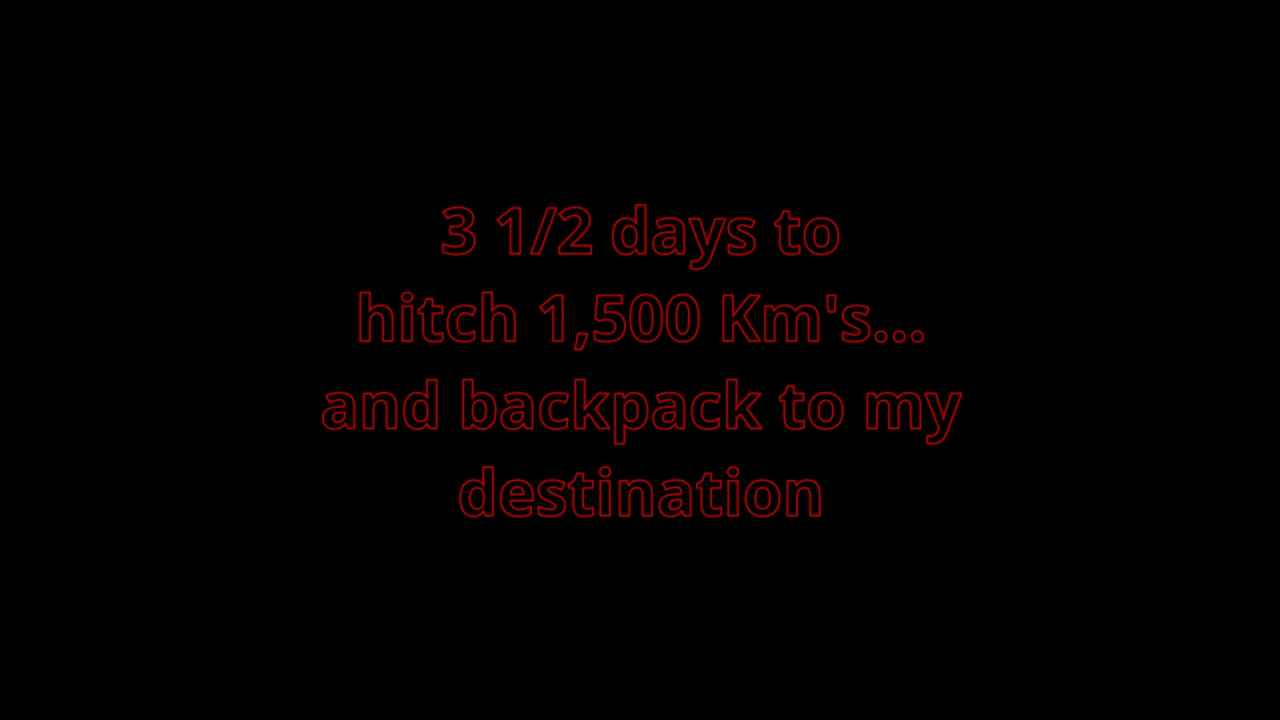 3 1/2 days to
hitch 1,500 Km's...
and backpack to my
destination